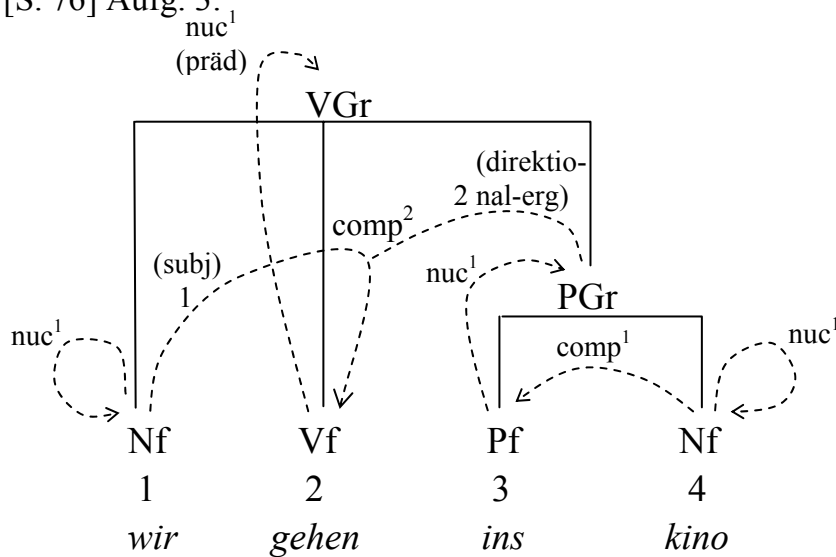 [S. 76] Aufg. 3:
nuc¹
(präd)
VGr
(direktio-
2 nal-erg)
comp²
(subj)
1
nuc¹
PGr
nuc¹
comp¹
nuc¹
Nf Vf Pf Nf
1 2 3 4
wir gehen ins kino